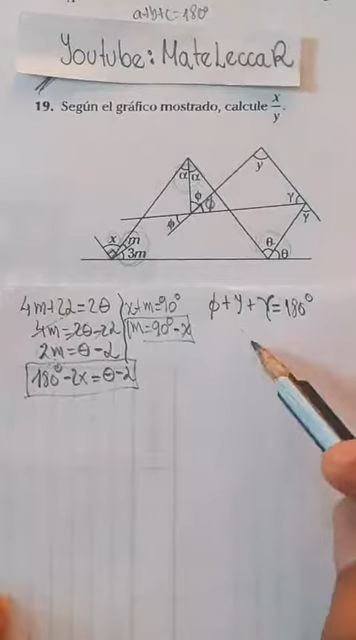 a+b+c=180°
Youtube: MateLeccaR
19. Según el gráfico mostrado, calcule x/y.
α α
y
ϕ
ϕ
ϕ
γ
γ
x m
3m
θ
θ
4m+2α=2θ
4m=2θ-2α
2m=θ-α
180°-2x=θ-α
x+m=90°
m=90°-x
ϕ+y+γ=180°